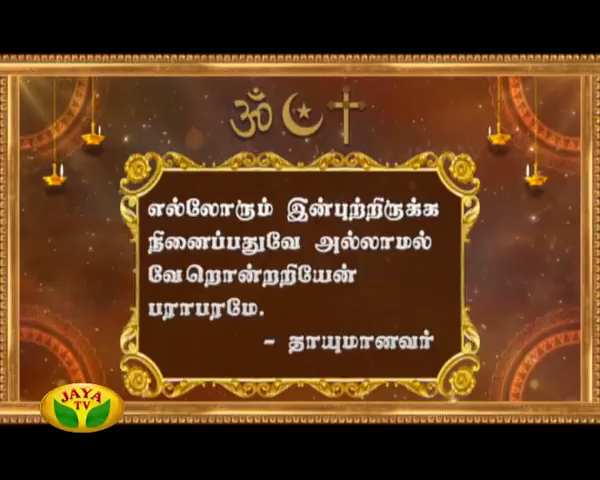 எல்லோரும் இன்புற்றிருக்க
நினைப்பதுவே அல்லாமல்
வேறொன்றறியேன்
பராபரமே.
- தாயுமானவர்
JAYA
TV